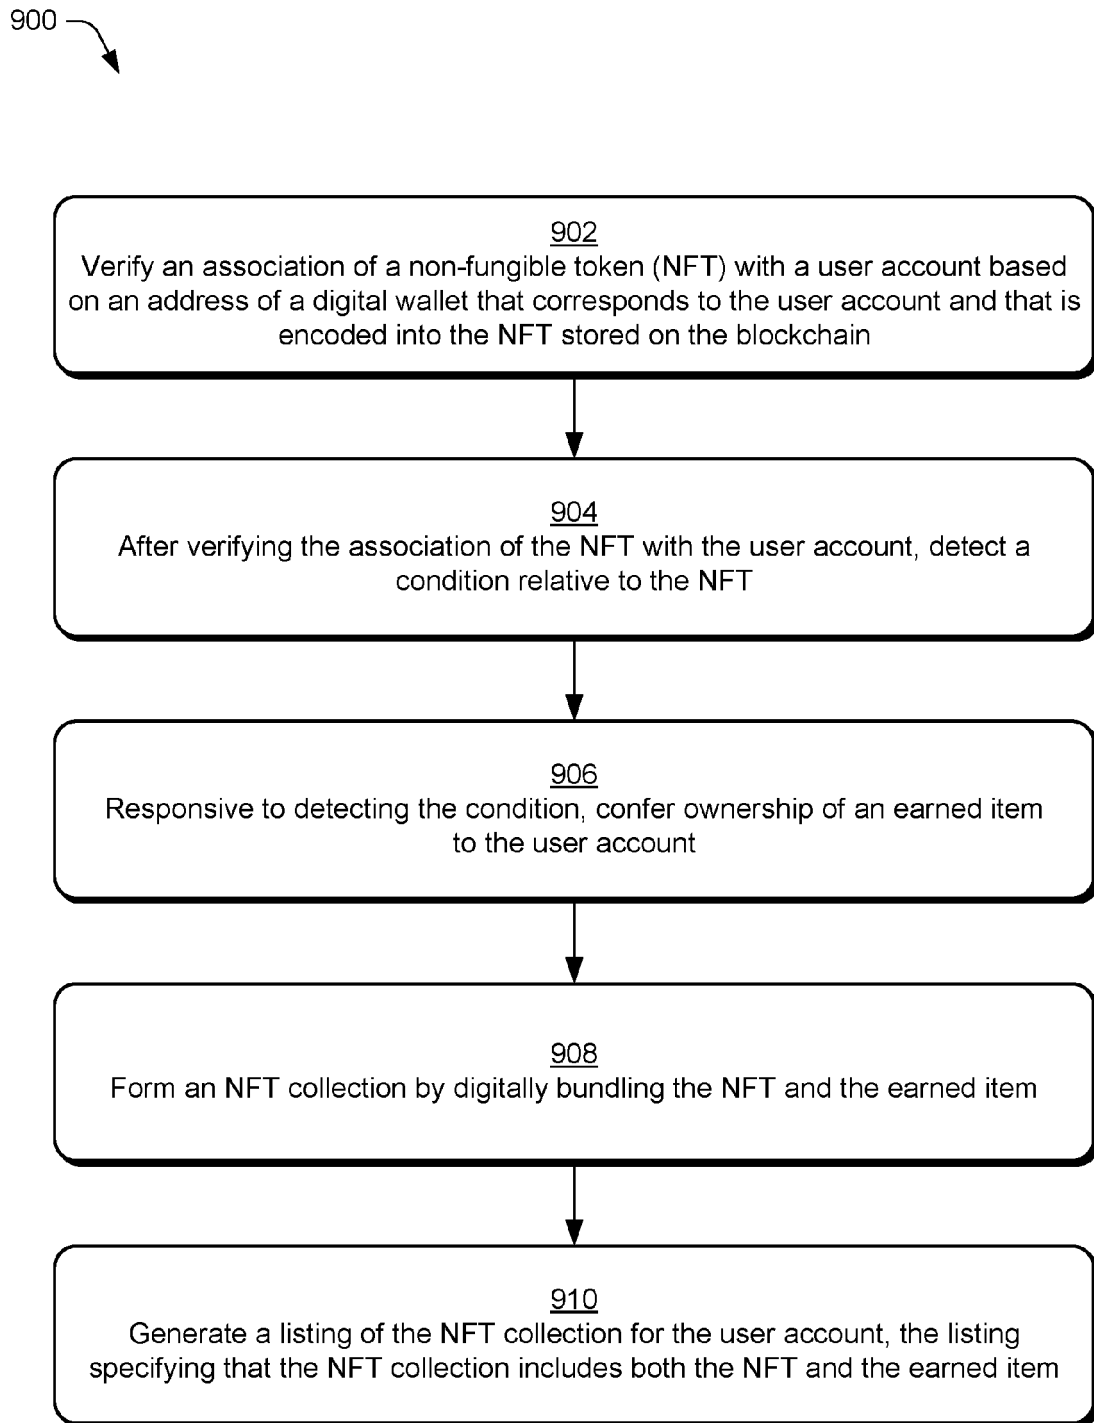 900
902
Verify an association of a non-fungible token (NFT) with a user account based
on an address of a digital wallet that corresponds to the user account and that is
encoded into the NFT stored on the blockchain
904
After verifying the association of the NFT with the user account, detect a
condition relative to the NFT
906
Responsive to detecting the condition, confer ownership of an earned item
to the user account
908
Form an NFT collection by digitally bundling the NFT and the earned item
910
Generate a listing of the NFT collection for the user account, the listing
specifying that the NFT collection includes both the NFT and the earned item